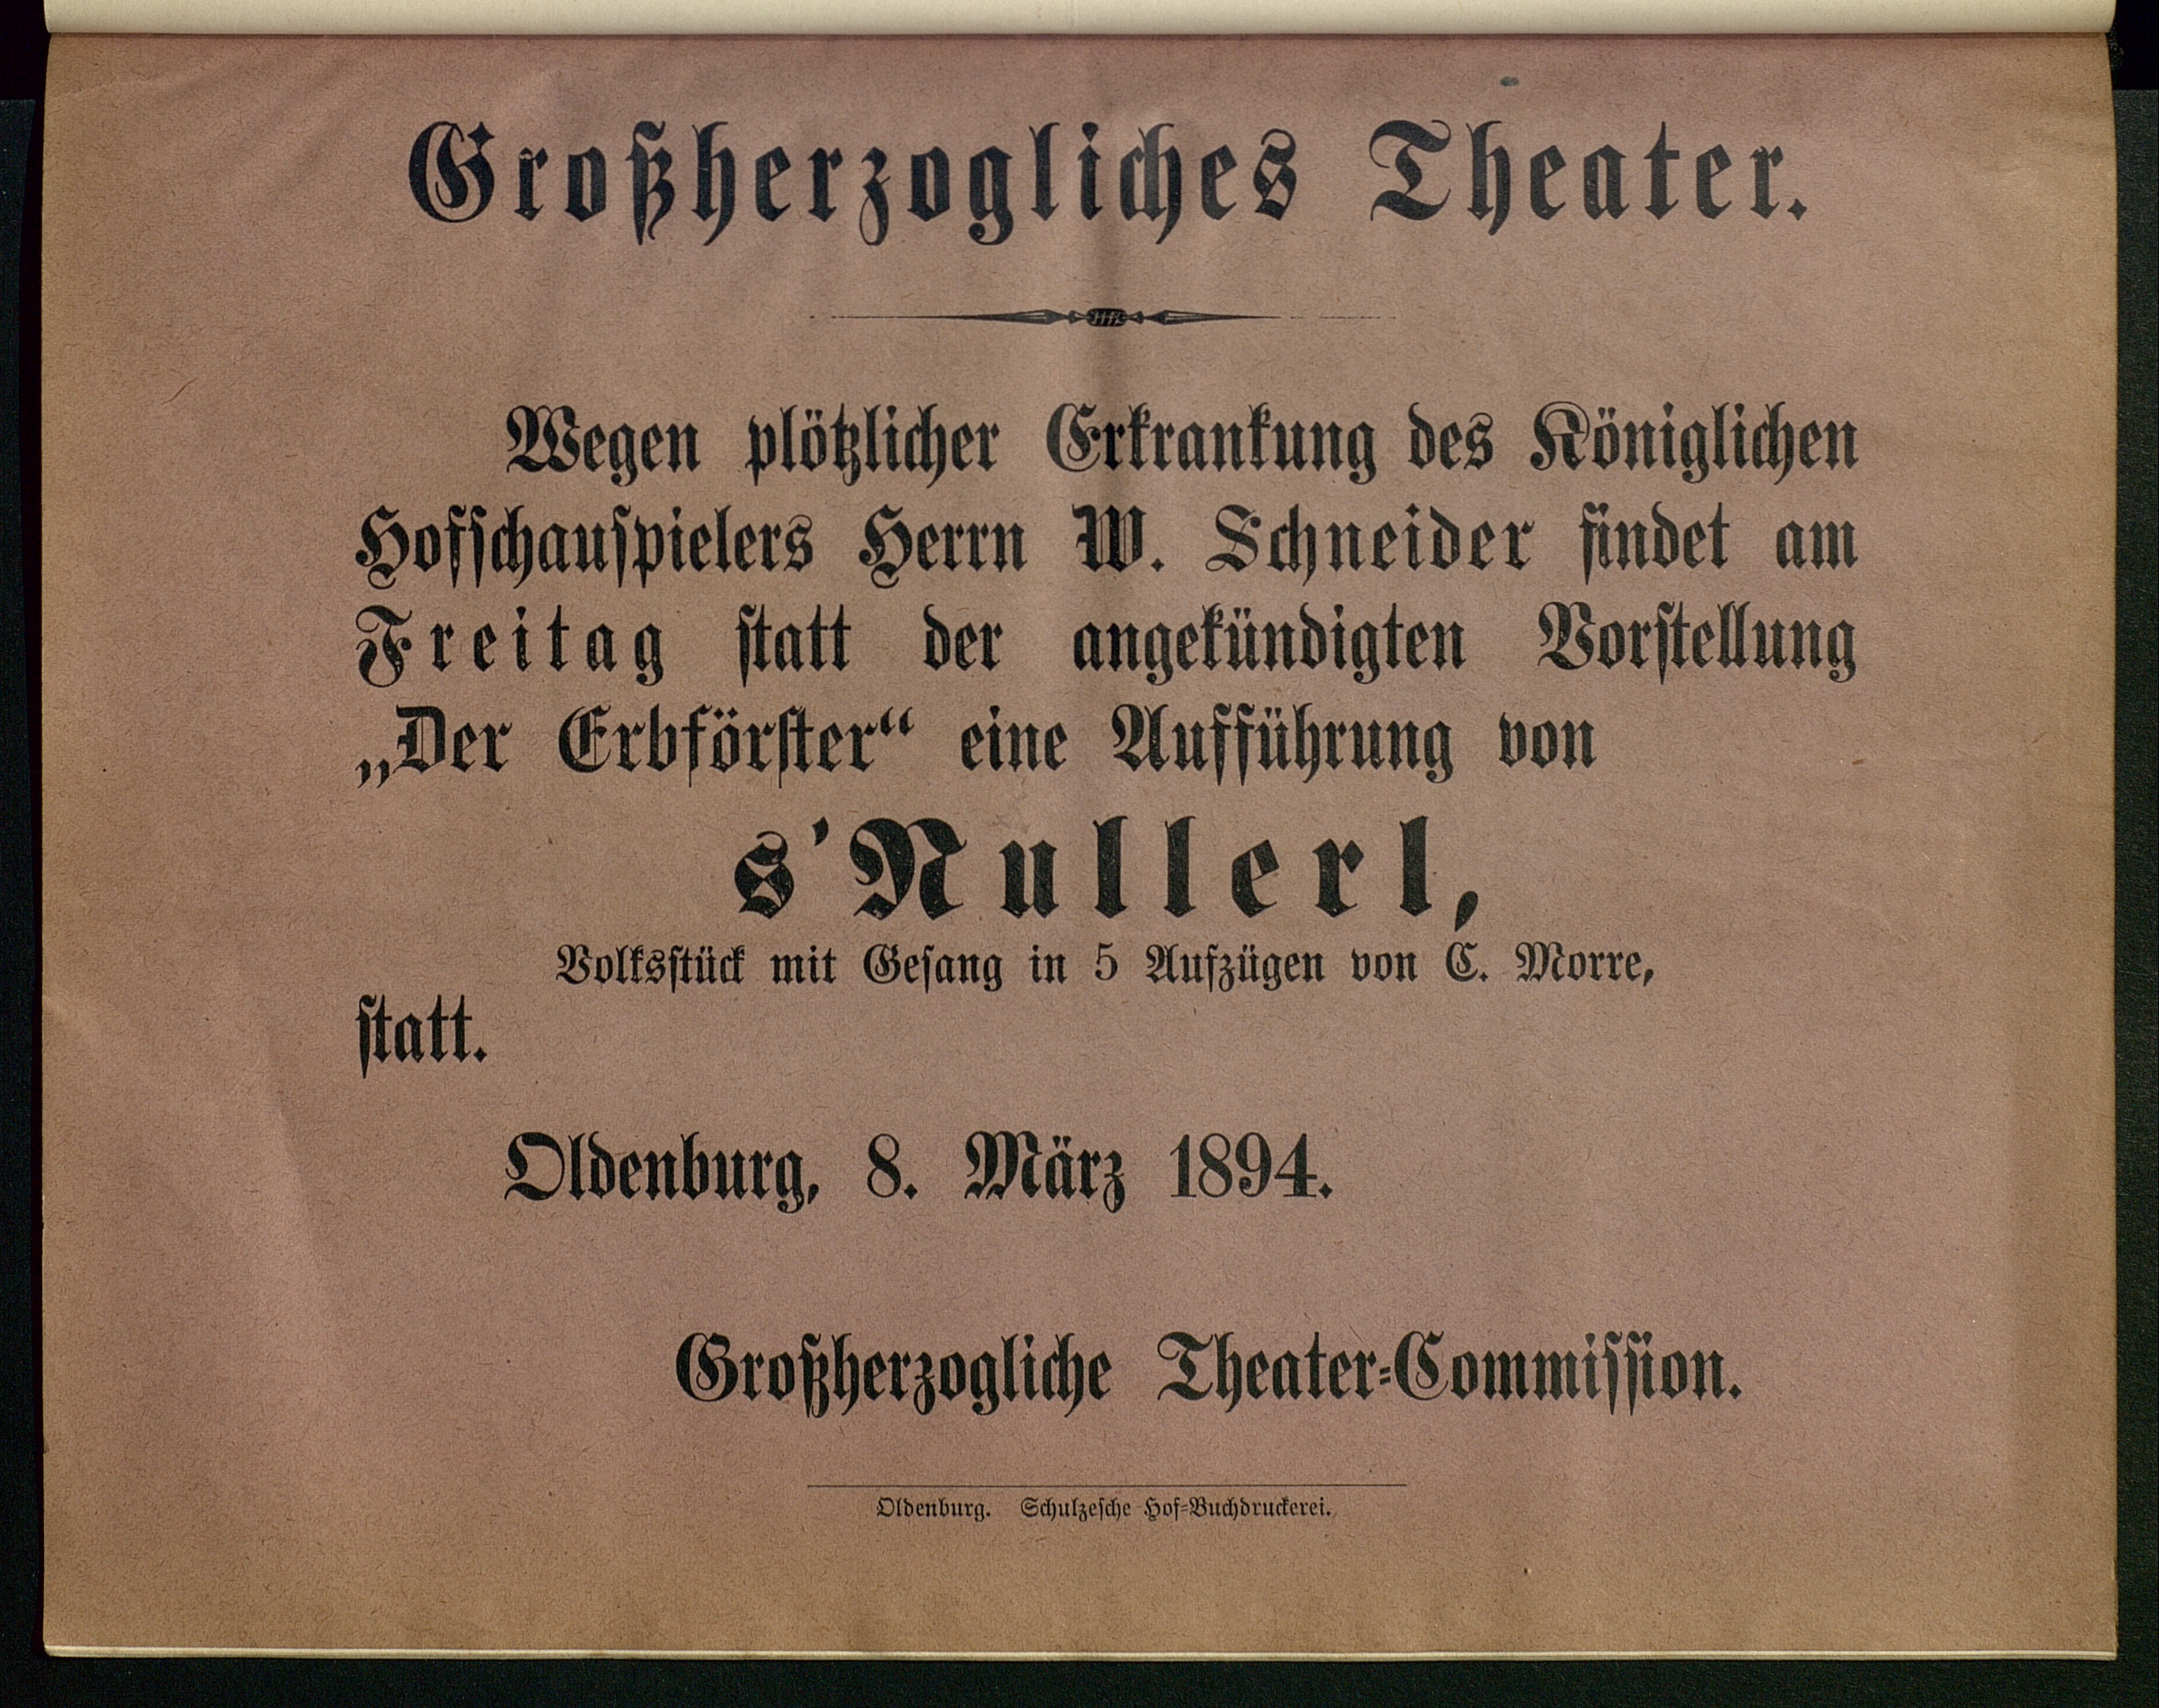 Großherzogliches Theater.
Wegen plötzlicher Erkrankung des Königlichen
Hofschauspielers Herrn W. Schneider findet am
Freitag statt der angekündigten Vorstellung
„Der Erbförster“ eine Aufführung von
s'Nullerl,
Volksstück mit Gesang in 5 Aufzügen von C. Morre,
statt.
Oldenburg, 8. März 1894.
Großherzogliche Theater-Commission.
Oldenburg. Schulzesche Hof-Buchdruckerei.